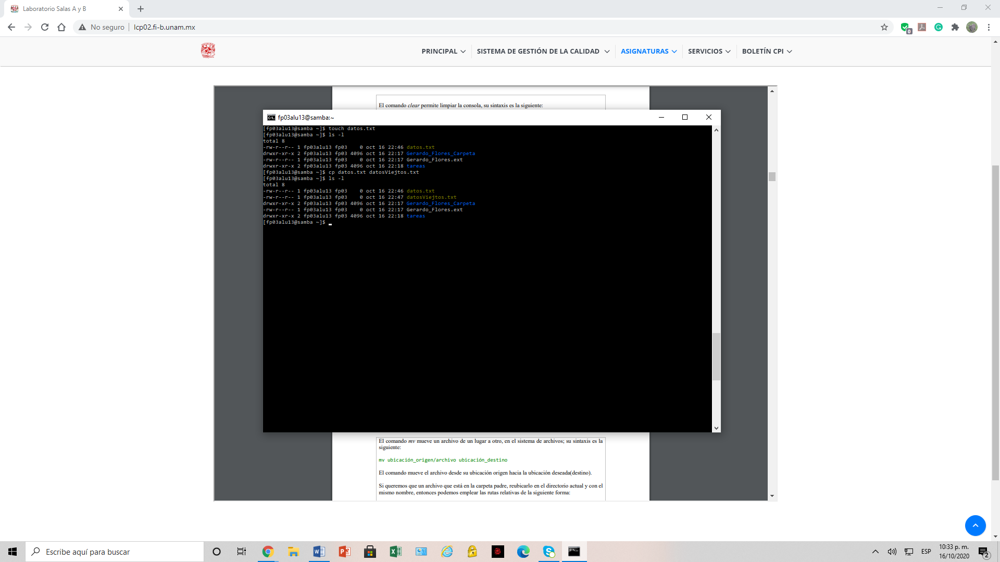 Laboratorio Salas A y B
No seguro
lcp02.fi-b.unam.mx
0
PRINCIPAL
SISTEMA DE GESTIÓN DE LA CALIDAD
ASIGNATURAS
SERVICIOS
BOLETÍN CPI
El comando clear permite limpiar la consola, su sintaxis es la siguiente:
fp03alu13@samba:~
[fp03alu13@samba ~]$ touch datos.txt
[fp03alu13@samba ~]$ ls -l
total 8
-rw-r--r-- 1 fp03alu13 fp03    0 oct 16 22:46 datos.txt
drwxr-xr-x 2 fp03alu13 fp03 4096 oct 16 22:17 Gerardo_Flores_Carpeta
-rw-r--r-- 1 fp03alu13 fp03    0 oct 16 22:17 Gerardo_Flores.ext
drwxr-xr-x 2 fp03alu13 fp03 4096 oct 16 22:18 tareas
[fp03alu13@samba ~]$ cp datos.txt datosViejtos.txt
[fp03alu13@samba ~]$ ls -l
total 8
-rw-r--r-- 1 fp03alu13 fp03    0 oct 16 22:46 datos.txt
-rw-r--r-- 1 fp03alu13 fp03    0 oct 16 22:47 datosViejtos.txt
drwxr-xr-x 2 fp03alu13 fp03 4096 oct 16 22:17 Gerardo_Flores_Carpeta
-rw-r--r-- 1 fp03alu13 fp03    0 oct 16 22:17 Gerardo_Flores.ext
drwxr-xr-x 2 fp03alu13 fp03 4096 oct 16 22:18 tareas
[fp03alu13@samba ~]$
El comando mv mueve un archivo de un lugar a otro, en el sistema de archivos; su sintaxis es la
siguiente:
mv ubicación_origen/archivo ubicación_destino
El comando mueve el archivo desde su ubicación origen hacia la ubicación deseada(destino).
Si queremos que un archivo que está en la carpeta padre, reubicarlo en el directorio actual y con el
mismo nombre, entonces podemos emplear las rutas relativas de la siguiente forma:
Escribe aquí para buscar
ESP
10:33 p. m.
16/10/2020
2